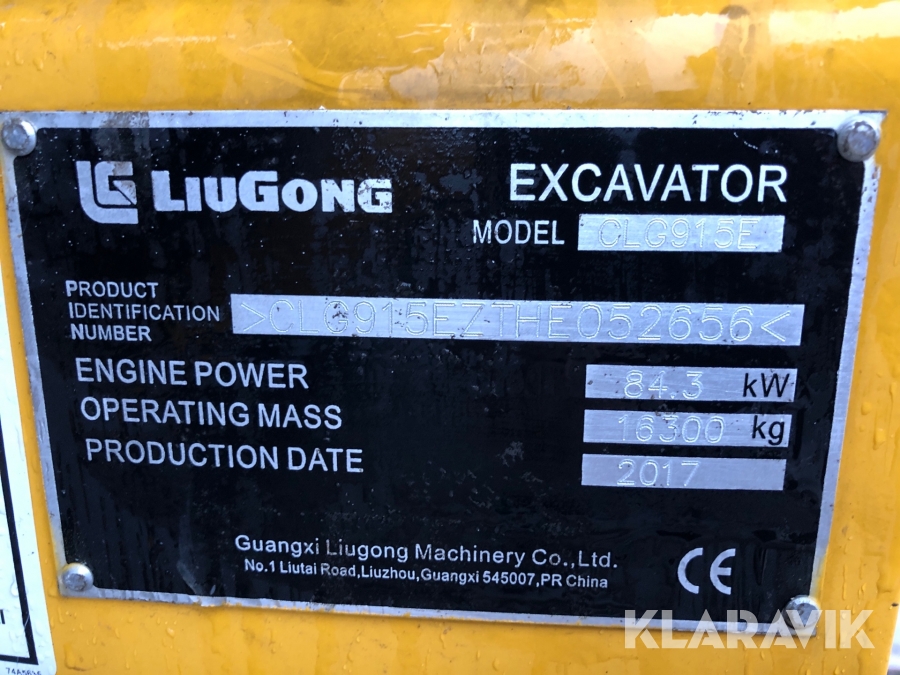 LG LIUGONG
EXCAVATOR
MODEL CLG915E
PRODUCT
IDENTIFICATION
NUMBER
>CLG915EZTHE052656<
ENGINE POWER 84.3 kW
OPERATING MASS 16300 kg
PRODUCTION DATE 2017
Guangxi Liugong Machinery Co.,Ltd.
No.1 Liutai Road,Liuzhou,Guangxi 545007,PR China
CE
KLARAVIK